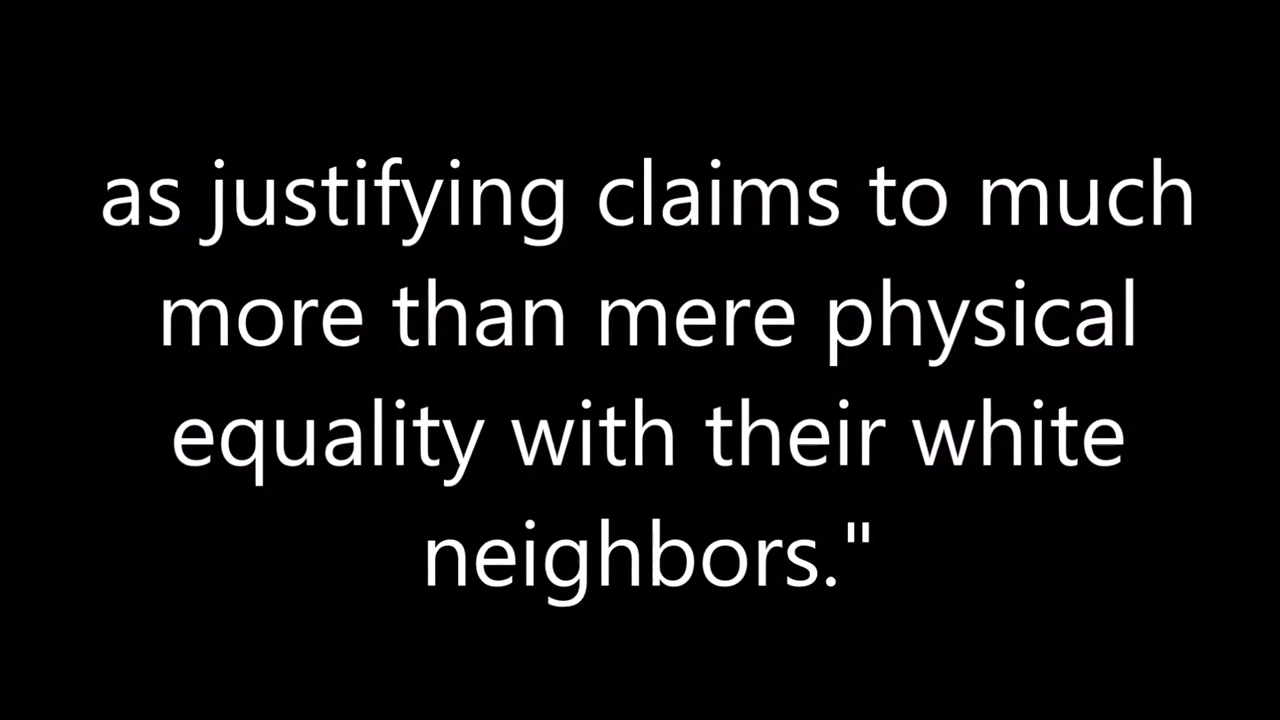 as justifying claims to much
more than mere physical
equality with their white
neighbors."